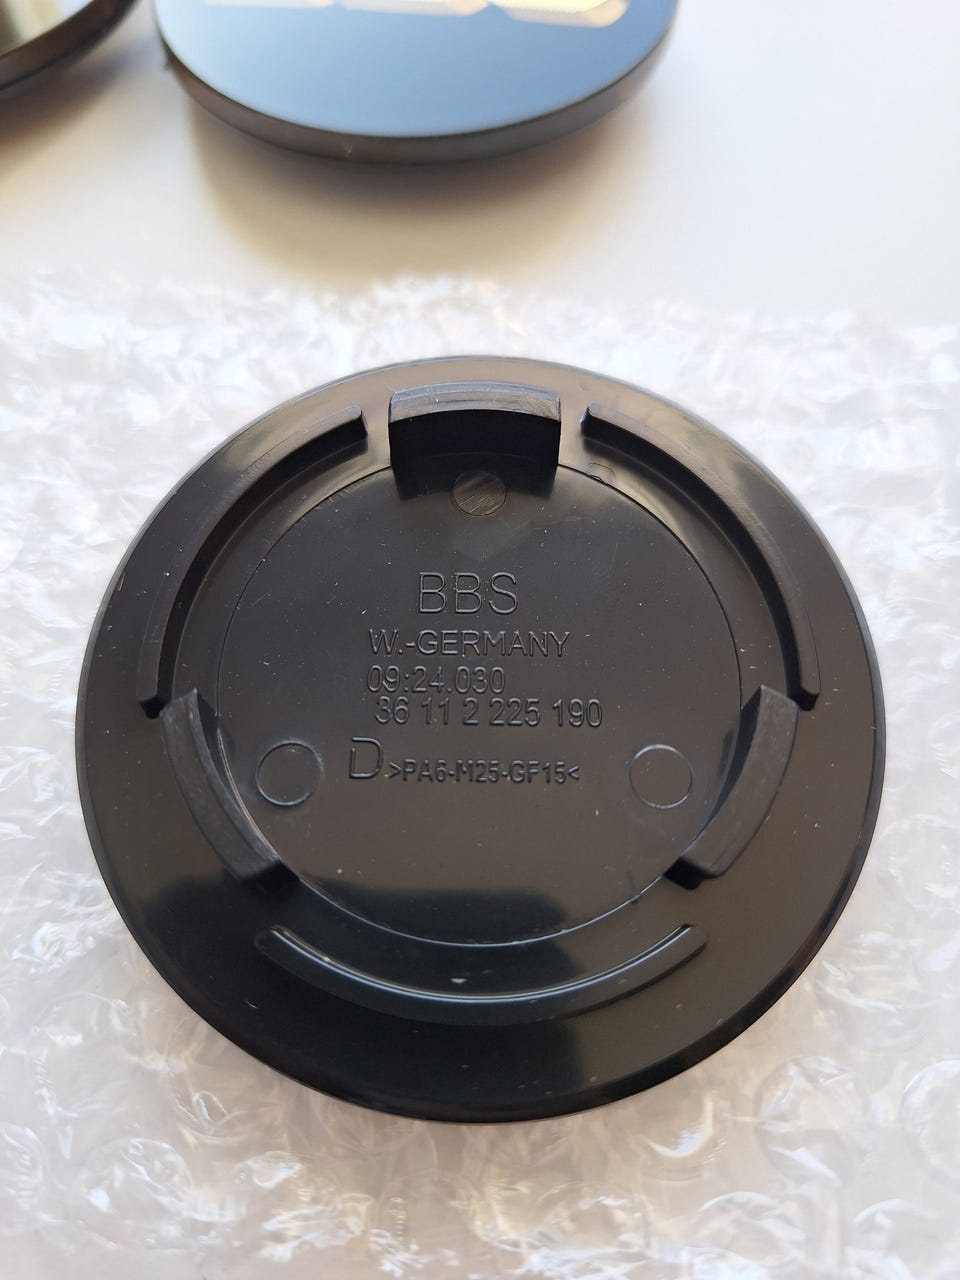 BBS
W.-GERMANY
09:24.030
36 11 2 225 190
D >PA6-M25-GF15<